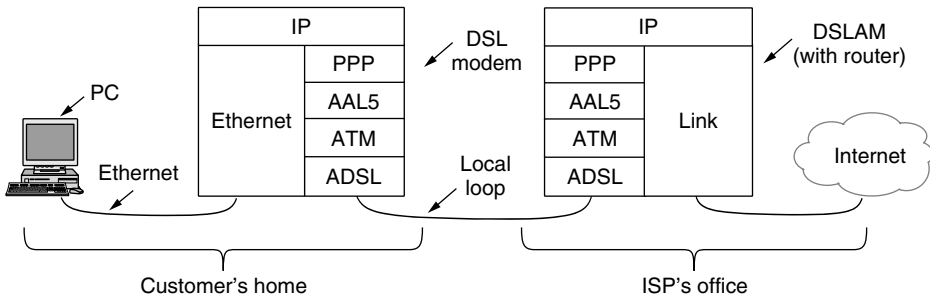 IP
IP
PPP
DSL
modem
PPP
DSLAM
(with router)
PC
AAL5
AAL5
Ethernet
Link
ATM
ATM
Internet
Ethernet
ADSL
Local
loop
ADSL
Customer's home
ISP's office